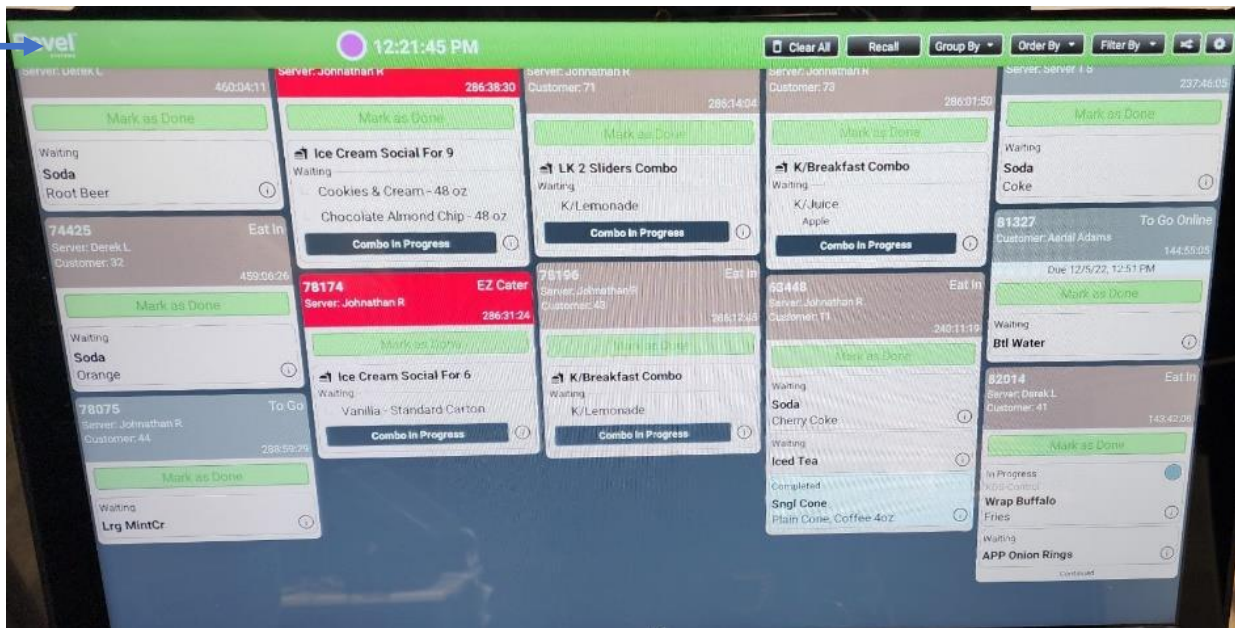 Revel
SYSTEMS
12:21:45 PM
Clear All
Recall
Group By
Order By
Filter By
Server: Derek L
460:04:11
Mark as Done
Waiting
Soda
Root Beer
74425 Eat In
Server: Derek L
Customer: 32
459:06:26
Mark as Done
Waiting
Soda
Orange
78075 To Go
Server: Johnathan R
Customer: 44
288:59:29
Mark as Done
Waiting
Lrg MintCr
Server: Johnathan R
286:38:30
Mark as Done
Ice Cream Social For 9
Waiting
Cookies & Cream - 48 oz
Chocolate Almond Chip - 48 oz
Combo In Progress
78174 EZ Cater
Server: Johnathan R
286:31:24
Mark as Done
Ice Cream Social For 6
Waiting
Vanilla - Standard Carton
Combo In Progress
Server: Johnathan R
Customer: 71
286:14:04
Mark as Done
LK 2 Sliders Combo
Waiting
K/Lemonade
Combo In Progress
78196 Eat In
Server: Johnathan R
Customer: 43
286:12:45
Mark as Done
K/Breakfast Combo
Waiting
K/Lemonade
Combo In Progress
Server: Johnathan R
Customer: 73
286:01:50
Mark as Done
K/Breakfast Combo
Waiting
K/Juice
Apple
Combo In Progress
63448 Eat In
Server: Johnathan R
Customer: 11
240:11:19
Mark as Done
Waiting
Soda
Cherry Coke
Waiting
Iced Tea
Completed
Sngl Cone
Plain Cone, Coffee 4oz
Server: Server T S
237:46:05
Mark as Done
Waiting
Soda
Coke
81327 To Go Online
Customer: Aerial Adams
144:55:05
Due 12/5/22, 12:51 PM
Mark as Done
Waiting
Btl Water
82014 Eat In
Server: Derek L
Customer: 41
143:42:06
Mark as Done
In Progress
KDS-Control
Wrap Buffalo
Fries
Waiting
APP Onion Rings
Continued